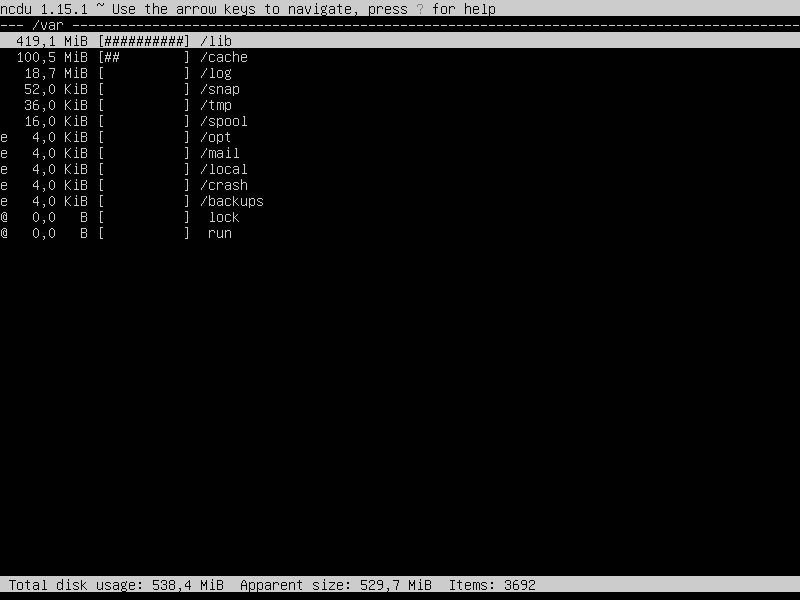 ncdu 1.15.1 ~ Use the arrow keys to navigate, press ? for help
--- /var -------------------------------------------------------------------------------------------
  419,1 MiB [##########] /lib
  100,5 MiB [##        ] /cache
   18,7 MiB [          ] /log
   52,0 KiB [          ] /snap
   36,0 KiB [          ] /tmp
   16,0 KiB [          ] /spool
e   4,0 KiB [          ] /opt
e   4,0 KiB [          ] /mail
e   4,0 KiB [          ] /local
e   4,0 KiB [          ] /crash
e   4,0 KiB [          ] /backups
@   0,0   B [          ]  lock
@   0,0   B [          ]  run
Total disk usage: 538,4 MiB  Apparent size: 529,7 MiB  Items: 3692